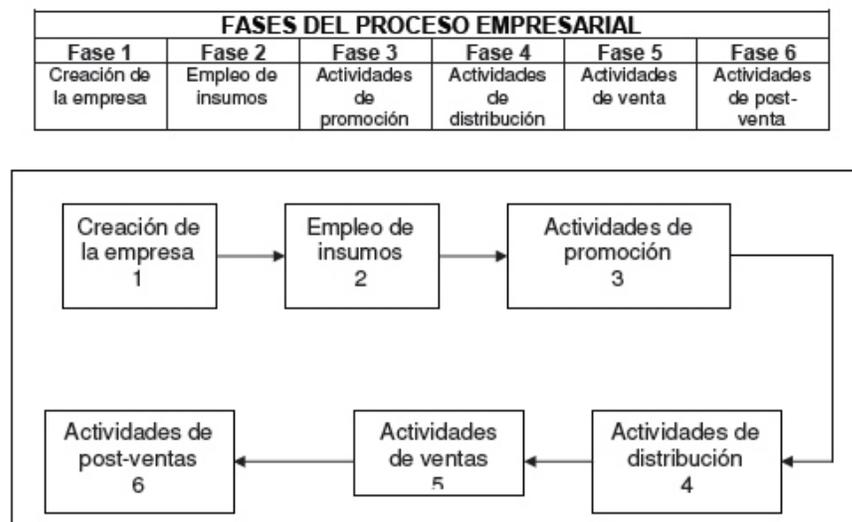 FASES DEL PROCESO EMPRESARIAL
Fase 1 Fase 2 Fase 3 Fase 4 Fase 5 Fase 6
Creación de
la empresa
Empleo de
insumos
Actividades
de
promoción
Actividades
de
distribución
Actividades
de venta
Actividades
de post-
venta
Creación de
la empresa
1
Empleo de
insumos
2
Actividades de
promoción
3
Actividades de
distribución
4
Actividades
de ventas
5
Actividades de
post-ventas
6